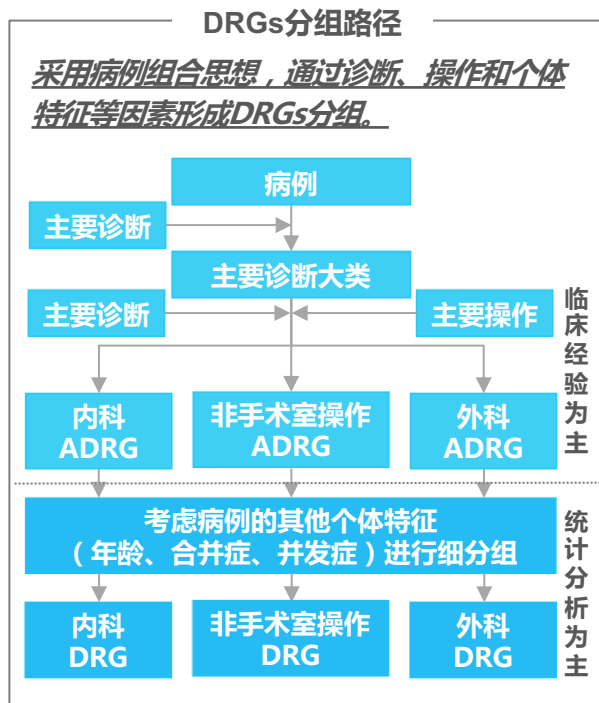 DRGs分组路径
采用病例组合思想，通过诊断、操作和个体
特征等因素形成DRGs分组。
病例
主要诊断
主要诊断大类
主要诊断
主要操作
内科
ADRG
非手术室操作
ADRG
外科
ADRG
临床经验为主
考虑病例的其他个体特征
（年龄、合并症、并发症）进行细分组
内科
DRG
非手术室操作
DRG
外科
DRG
统计分析为主